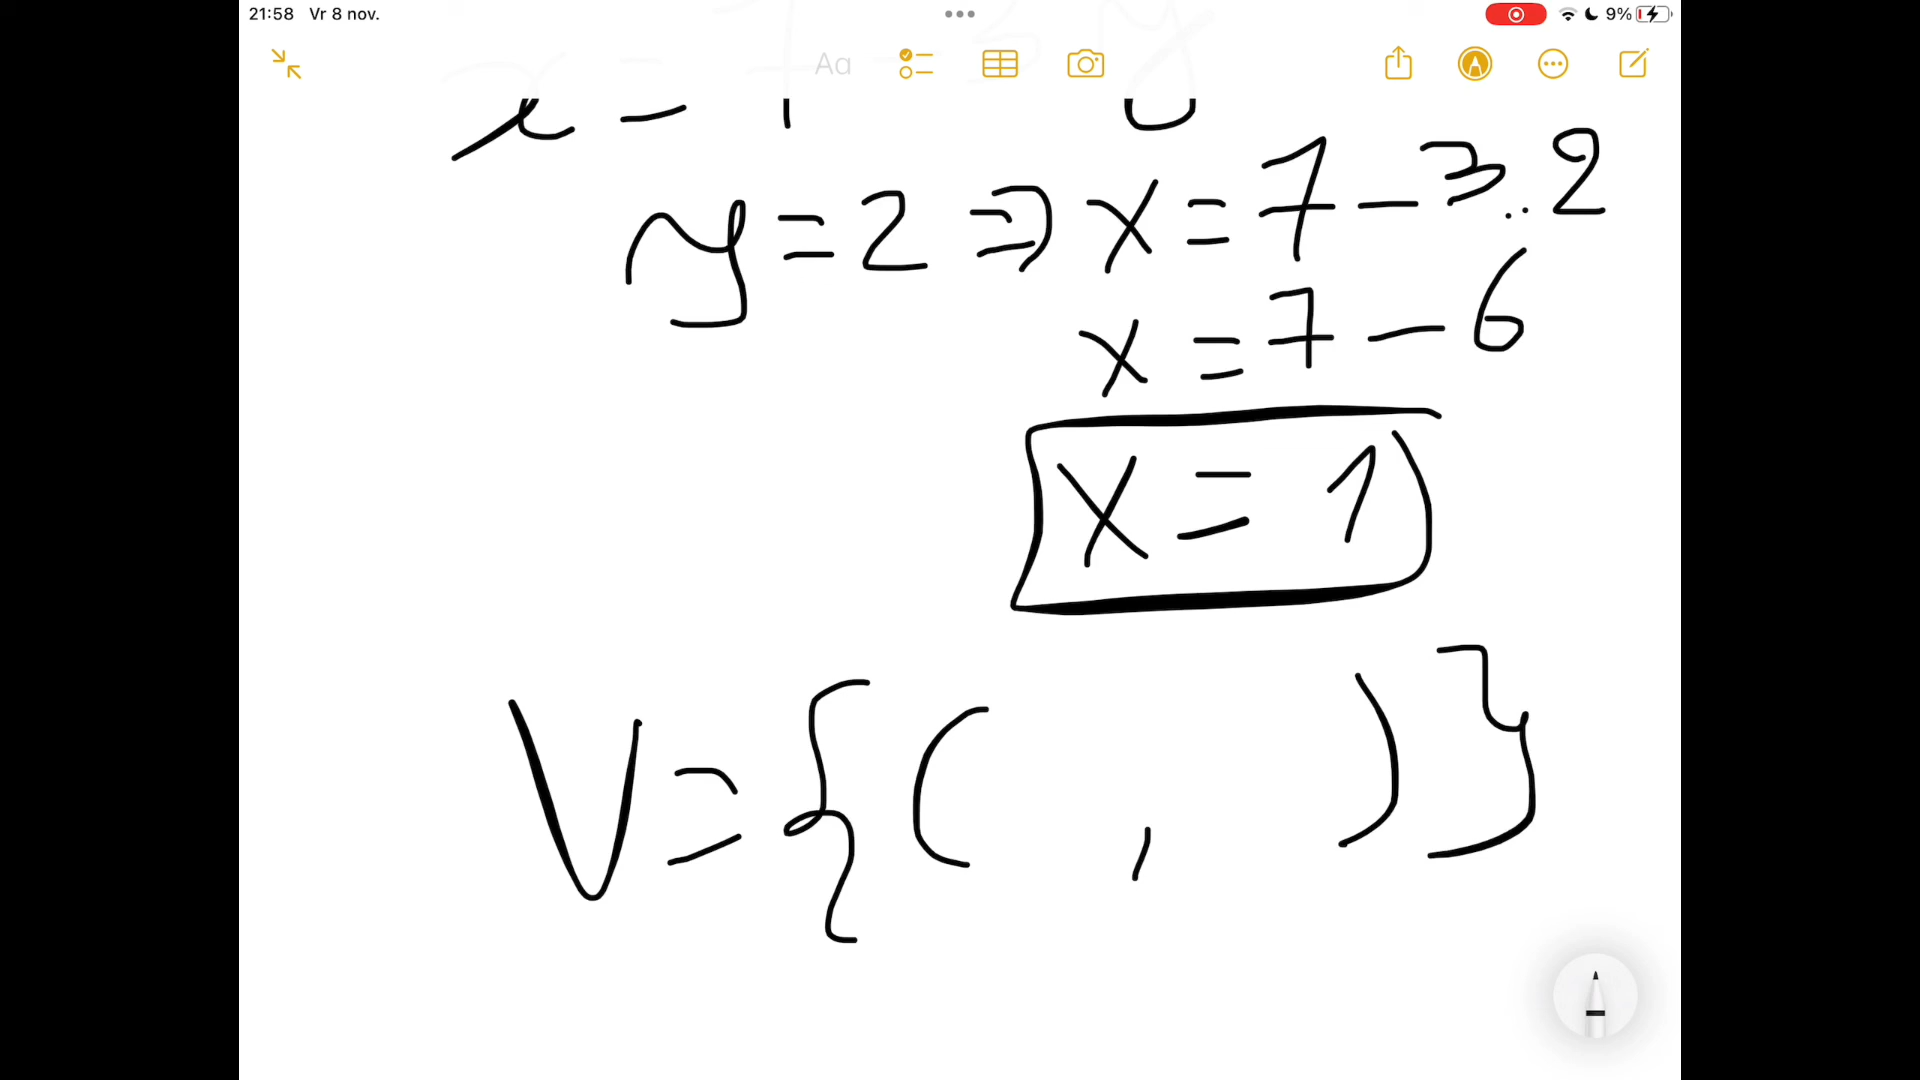 21:58 Vr 8 nov. 9%
Aa
y = 2 ⇒ x = 7 - 3..2
x = 7 - 6
x = 1
V = {( , )}